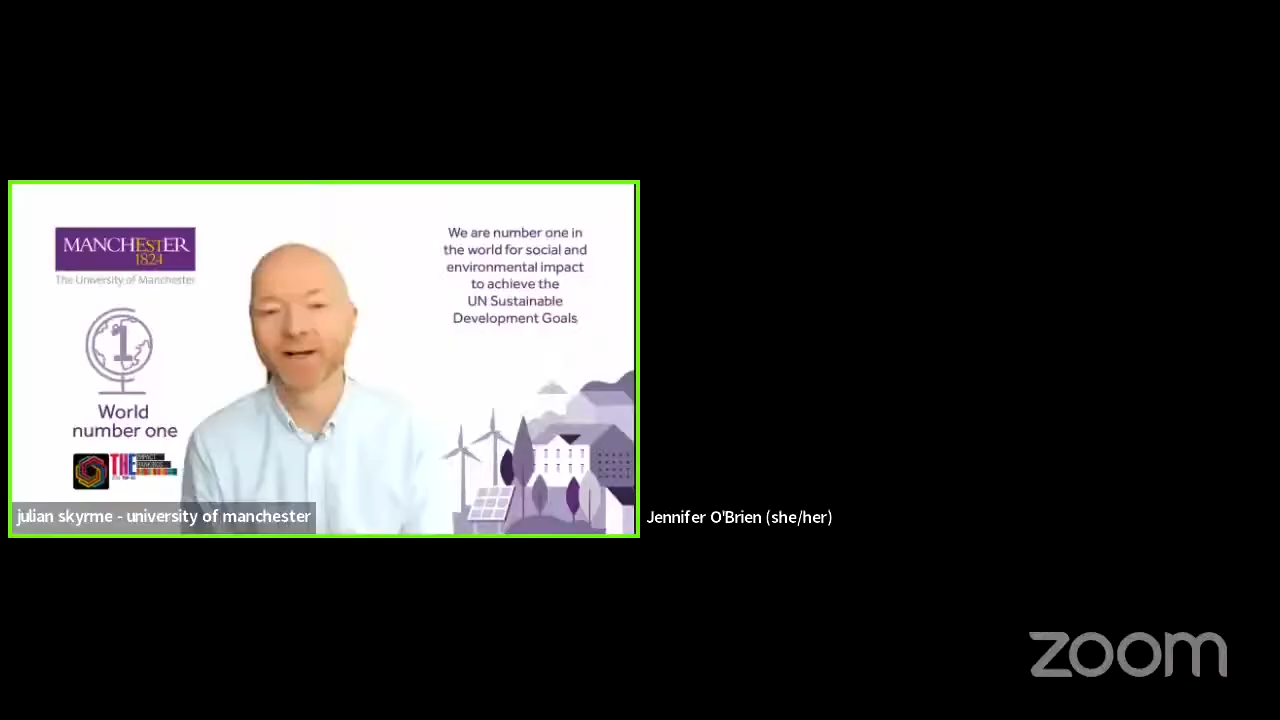 MANCHESTER
1824
The University of Manchester
1
World
number one
THE
IMPACT
RANKINGS
We are number one in
the world for social and
environmental impact
to achieve the
UN Sustainable
Development Goals
julian skyrme - university of manchester
Jennifer O'Brien (she/her)
zoom